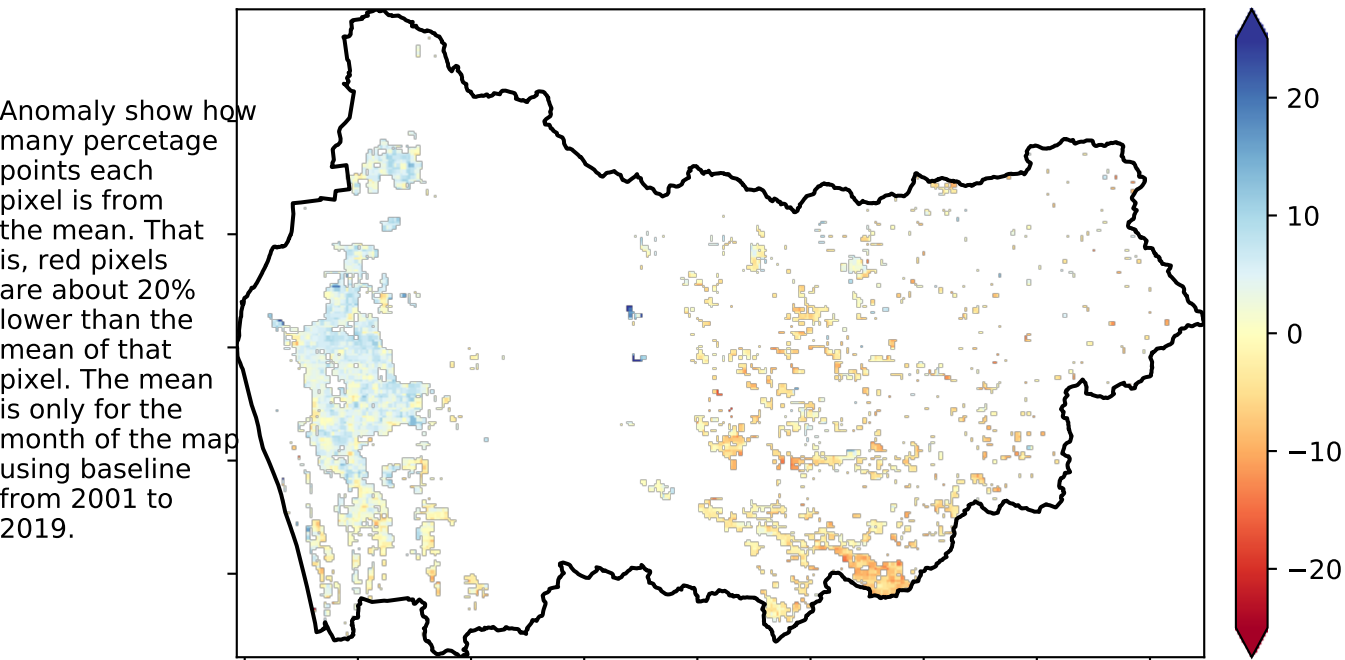 Anomaly show how
many percetage
points each
pixel is from
the mean. That
is, red pixels
are about 20%
lower than the
mean of that
pixel. The mean
is only for the
month of the map
using baseline
from 2001 to
2019.
20
10
0
−10
−20